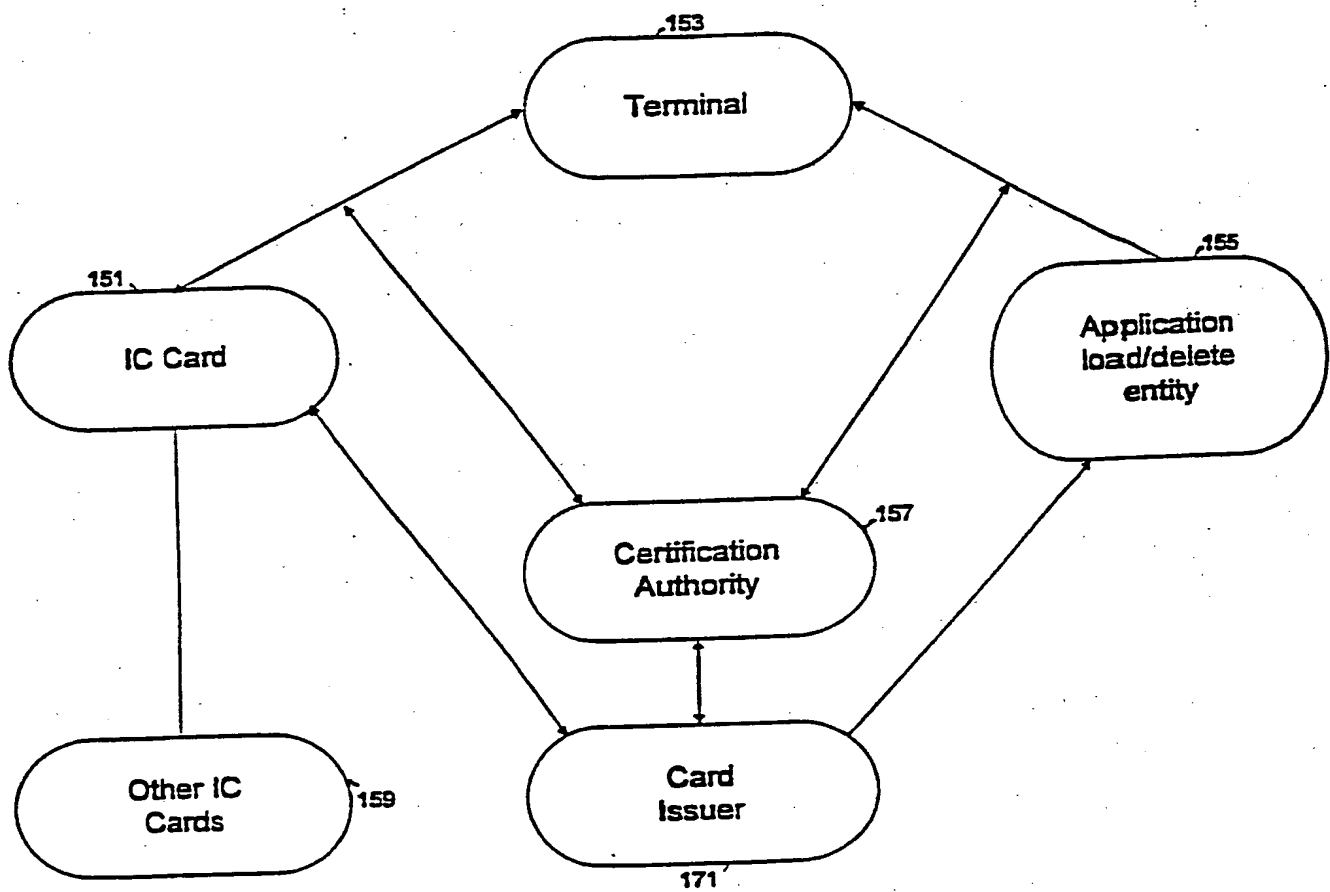 153
Terminal
155
Application
load/delete
entity
151
IC Card
157
Certification
Authority
Other IC
Cards
159
Card
Issuer
171